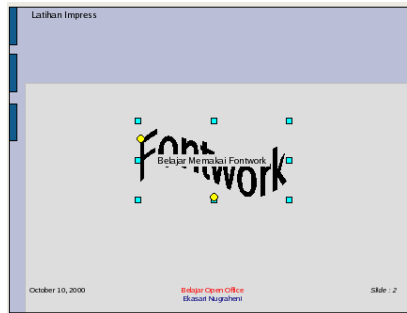 Latihan Impress
Fontwork
Belajar Memakai Fontwork
October 10, 2000
Belajar Open Office
Ekasari Nugraheni
Slide : 2